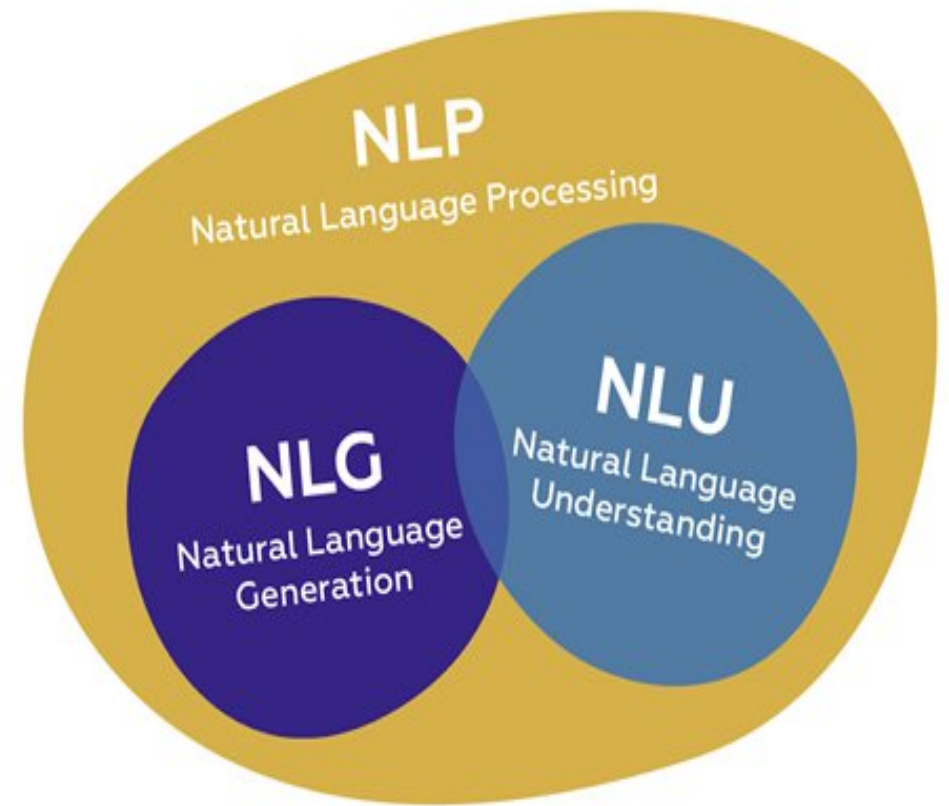 NLP
Natural Language Processing
NLU
Natural Language
Understanding
NLG
Natural Language
Generation